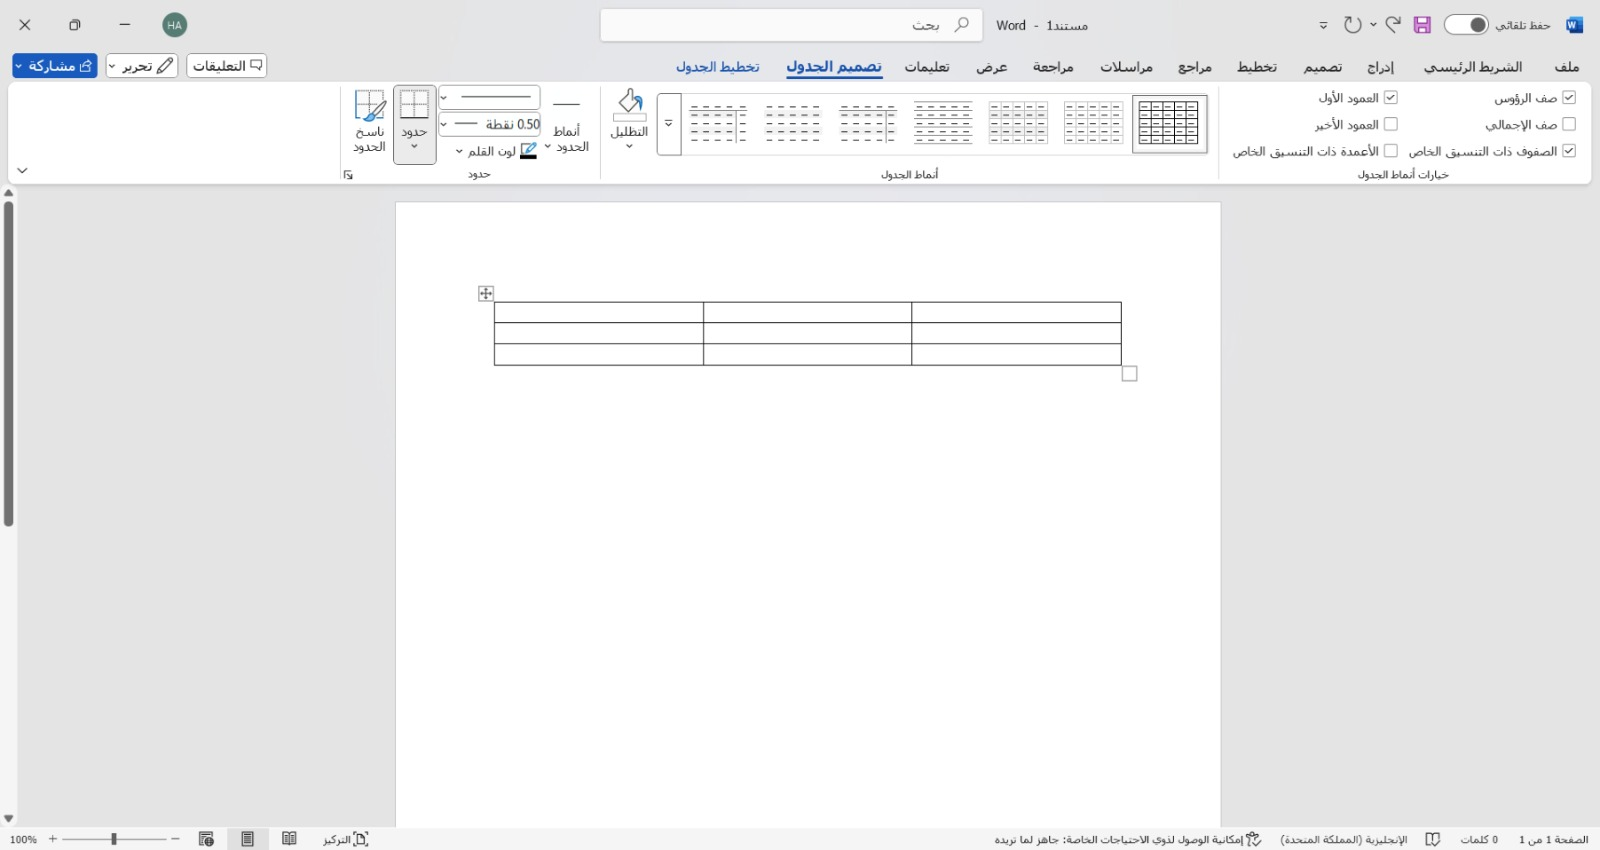 حفظ تلقائي
مستند1 - Word
بحث
HA
ملف
الشريط الرئيسي
إدراج
تصميم
تخطيط
مراجع
مراسلات
مراجعة
عرض
تعليمات
تصميم الجدول
تخطيط الجدول
التعليقات
تحرير
مشاركة
صف الرؤوس
العمود الأول
صف الإجمالي
العمود الأخير
الصفوف ذات التنسيق الخاص
الأعمدة ذات التنسيق الخاص
خيارات أنماط الجدول
أنماط الجدول
التظليل
أنماط
الحدود
0.50 نقطة
لون القلم
حدود
ناسخ
الحدود
حدود
الصفحة 1 من 1
0 كلمات
الإنجليزية (المملكة المتحدة)
إمكانية الوصول لذوي الاحتياجات الخاصة: جاهز لما تريده
التركيز
100%